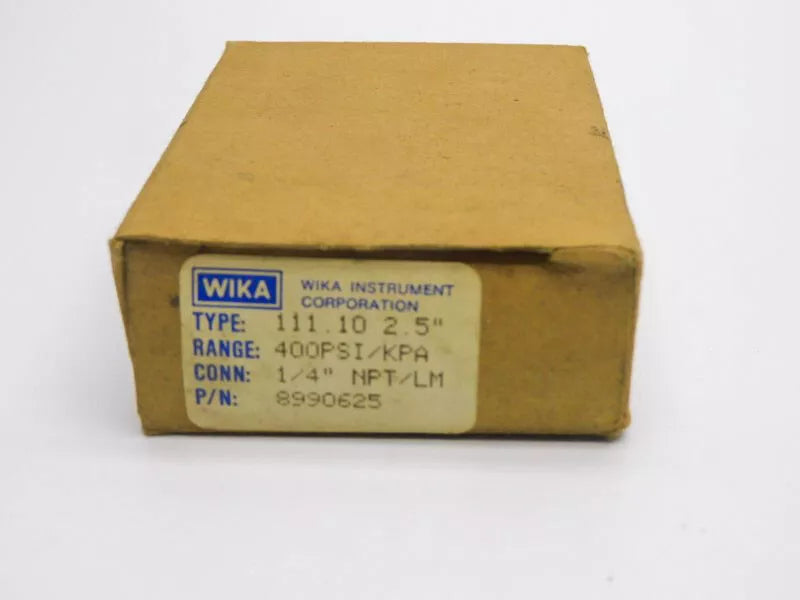 WIKA
WIKA INSTRUMENT
CORPORATION
TYPE: 111.10 2.5"
RANGE: 400PSI/KPA
CONN: 1/4" NPT/LM
P/N: 8990625